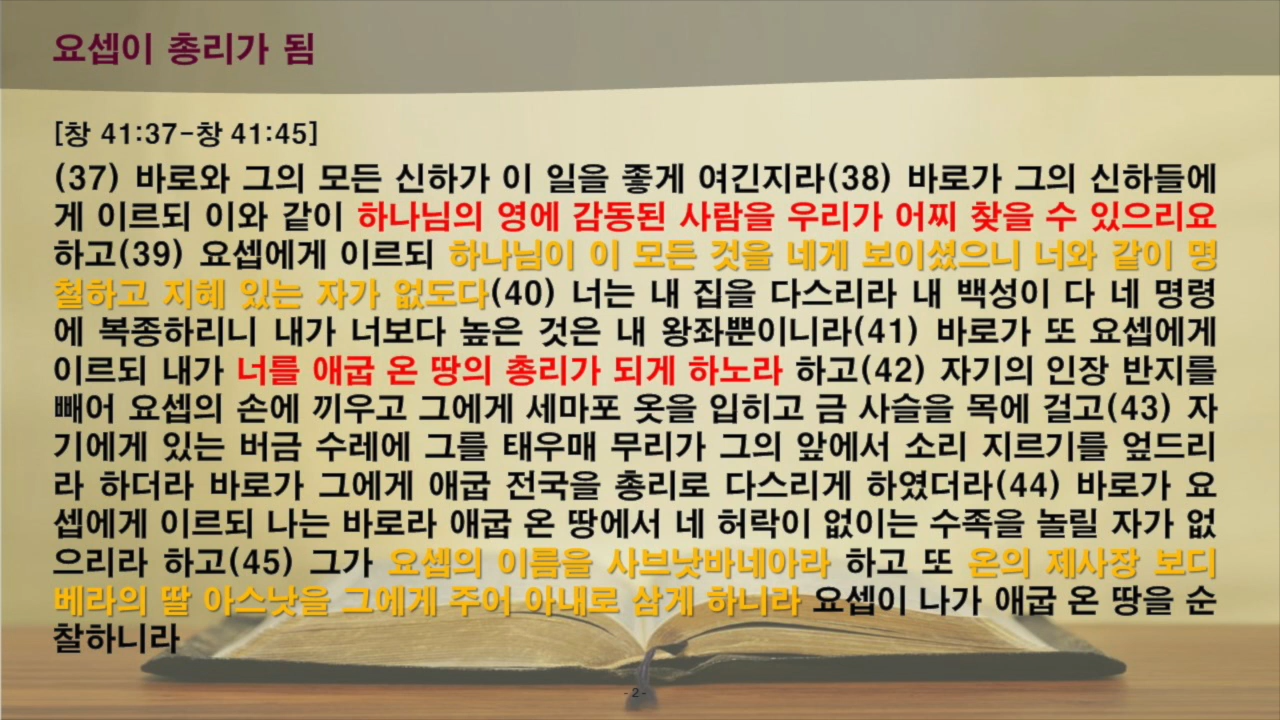 요셉이 총리가 됨
[창 41:37-창 41:45]
(37) 바로와 그의 모든 신하가 이 일을 좋게 여긴지라(38) 바로가 그의 신하들에
게 이르되 이와 같이 하나님의 영에 감동된 사람을 우리가 어찌 찾을 수 있으리요
하고(39) 요셉에게 이르되 하나님이 이 모든 것을 네게 보이셨으니 너와 같이 명
철하고 지혜 있는 자가 없도다(40) 너는 내 집을 다스리라 내 백성이 다 네 명령
에 복종하리니 내가 너보다 높은 것은 내 왕좌뿐이니라(41) 바로가 또 요셉에게
이르되 내가 너를 애굽 온 땅의 총리가 되게 하노라 하고(42) 자기의 인장 반지를
빼어 요셉의 손에 끼우고 그에게 세마포 옷을 입히고 금 사슬을 목에 걸고(43) 자
기에게 있는 버금 수레에 그를 태우매 무리가 그의 앞에서 소리 지르기를 엎드리
라 하더라 바로가 그에게 애굽 전국을 총리로 다스리게 하였더라(44) 바로가 요
셉에게 이르되 나는 바로라 애굽 온 땅에서 네 허락이 없이는 수족을 놀릴 자가 없
으리라 하고(45) 그가 요셉의 이름을 사브낫바네아라 하고 또 온의 제사장 보디
베라의 딸 아스낫을 그에게 주어 아내로 삼게 하니라 요셉이 나가 애굽 온 땅을 순
찰하니라
- 2 -